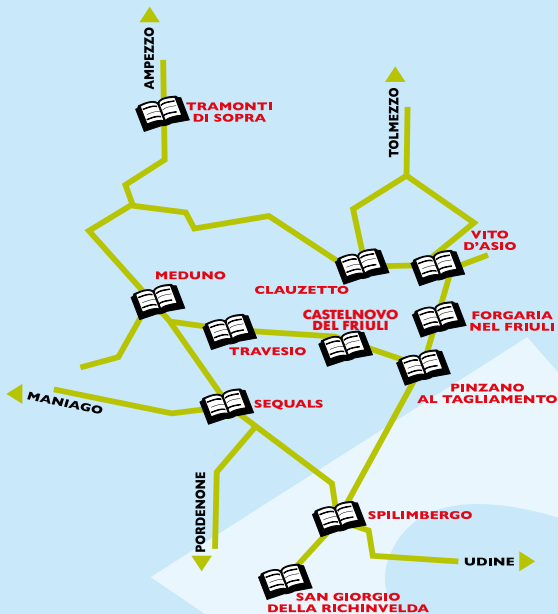 AMPEZZO
TRAMONTI
DI SOPRA
TOLMEZZO
VITO
D'ASIO
MEDUNO
CLAUZETTO
CASTELNOVO
DEL FRIULI
FORGARIA
NEL FRIULI
TRAVESIO
PINZANO
AL TAGLIAMENTO
MANIAGO
SEQUALS
PORDENONE
SPILIMBERGO
UDINE
SAN GIORGIO
DELLA RICHINVELDA